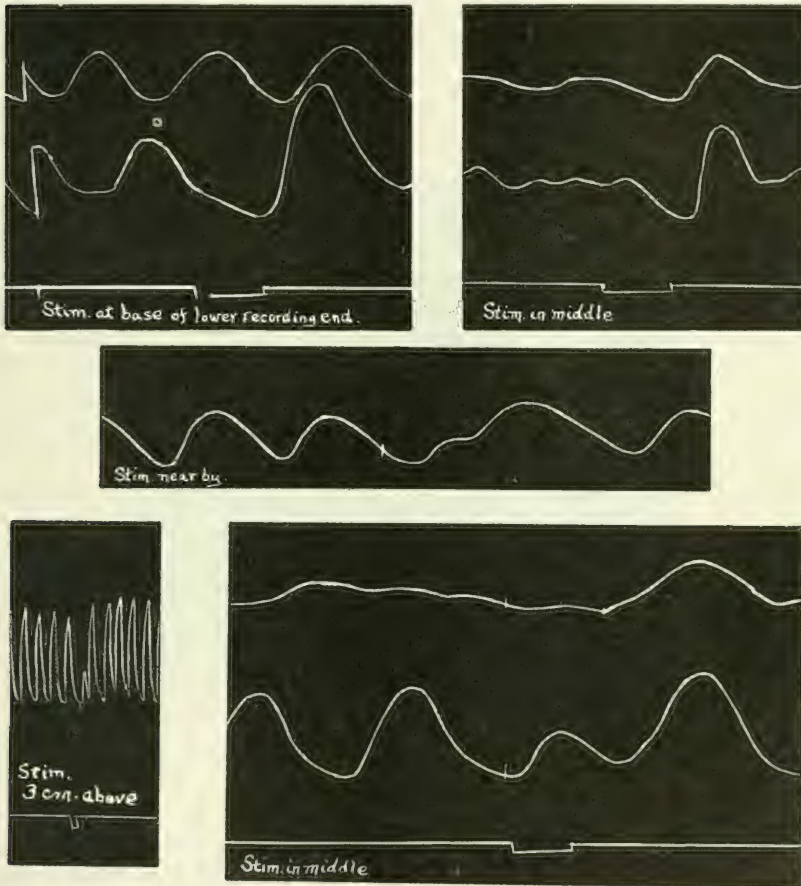 Stim. at base of lower recording end.
Stim. in middle
Stim. near by.
Stim.
3 cm. above
Stim. in middle